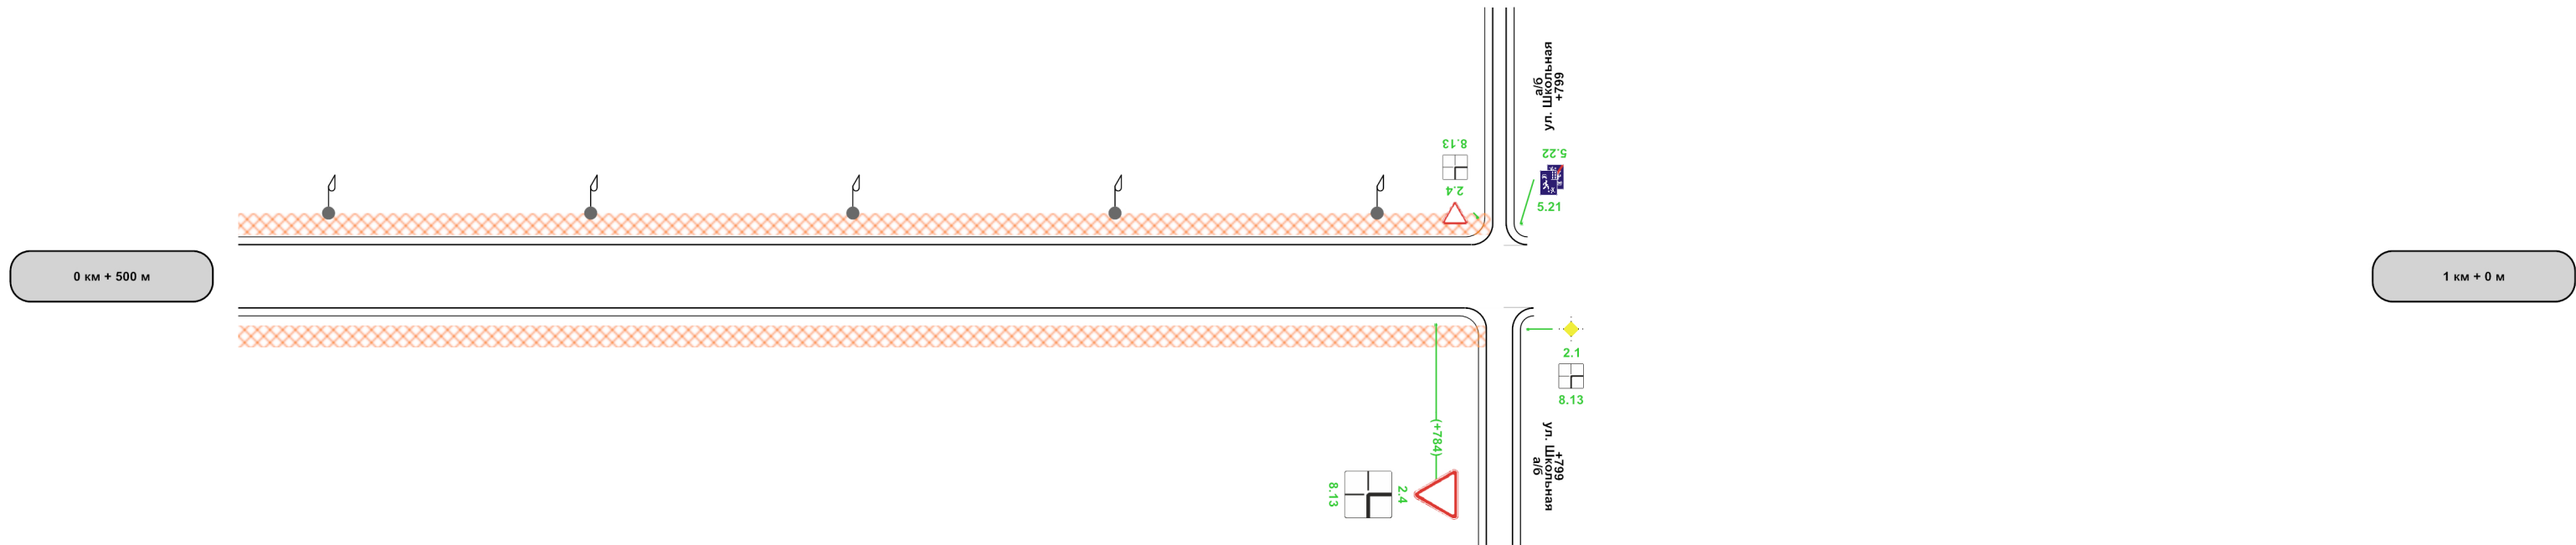 а/б
ул. Школьная
+799
8.13
5.22
2.4
5.21
0 км + 500 м
1 км + 0 м
2.1
8.13
(+784)
+799
ул. Школьная
а/б
2.4
8.13